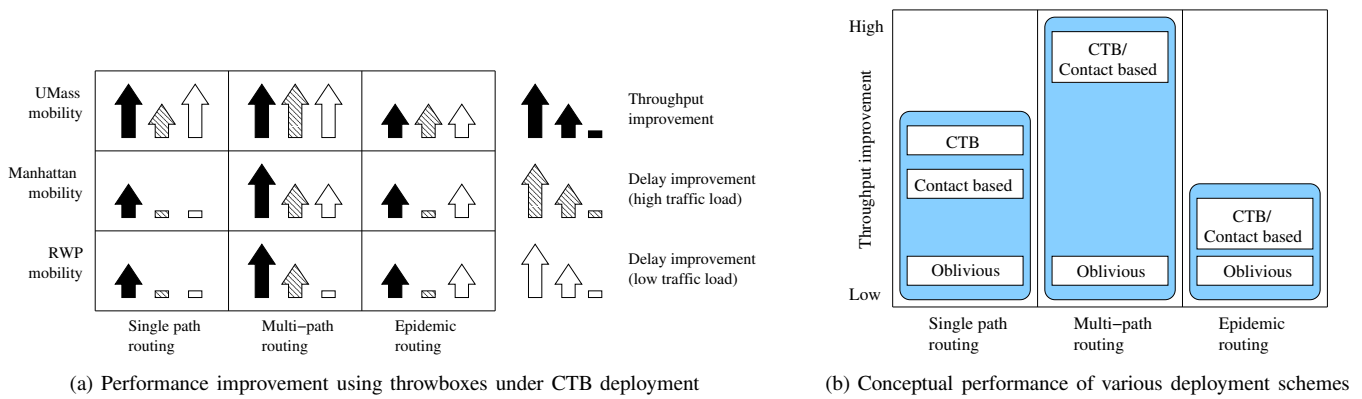 UMass
mobility
Manhattan
mobility
RWP
mobility
Single path
routing
Multi−path
routing
Epidemic
routing
Throughput
improvement
Delay improvement
(high traffic load)
Delay improvement
(low traffic load)
(a) Performance improvement using throwboxes under CTB deployment
High
Throughput improvement
Low
CTB
Contact based
Oblivious
CTB/
Contact based
Oblivious
CTB/
Contact based
Oblivious
Single path
routing
Multi−path
routing
Epidemic
routing
(b) Conceptual performance of various deployment schemes